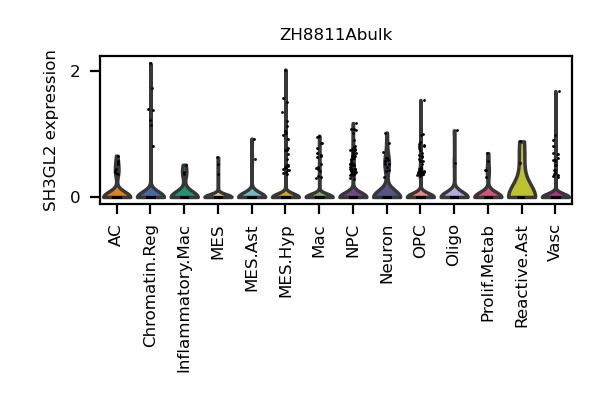 ZH8811Abulk
SH3GL2 expression
2
0
AC
Chromatin.Reg
Inflammatory.Mac
MES
MES.Ast
MES.Hyp
Mac
NPC
Neuron
OPC
Oligo
Prolif.Metab
Reactive.Ast
Vasc